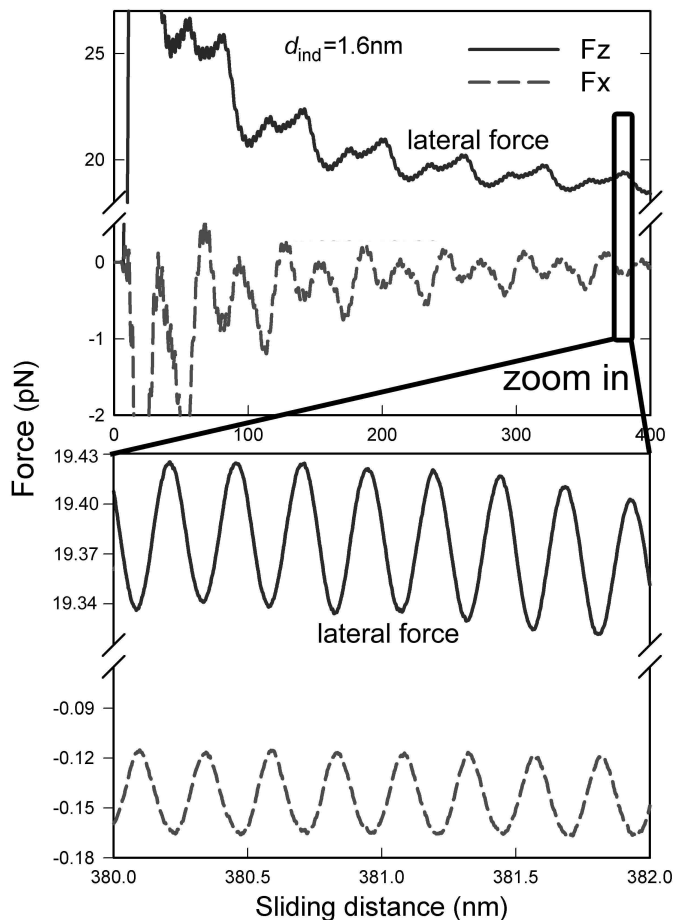 d_ind=1.6nm
Fz
Fx
25
20
lateral force
0
-1
-2
zoom in
0 100 200 300 400
Force (pN)
19.43
19.40
19.37
19.34
lateral force
-0.09
-0.12
-0.15
-0.18
380.0 380.5 381.0 381.5 382.0
Sliding distance (nm)